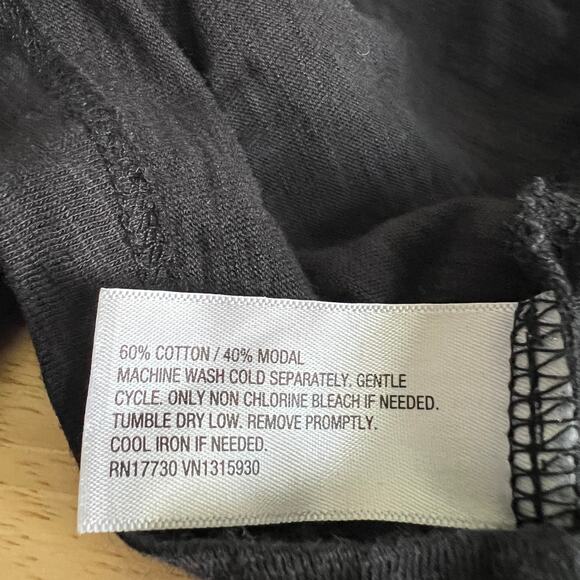 60% COTTON / 40% MODAL
MACHINE WASH COLD SEPARATELY. GENTLE
CYCLE. ONLY NON CHLORINE BLEACH IF NEEDED.
TUMBLE DRY LOW. REMOVE PROMPTLY.
COOL IRON IF NEEDED.
RN17730 VN1315930